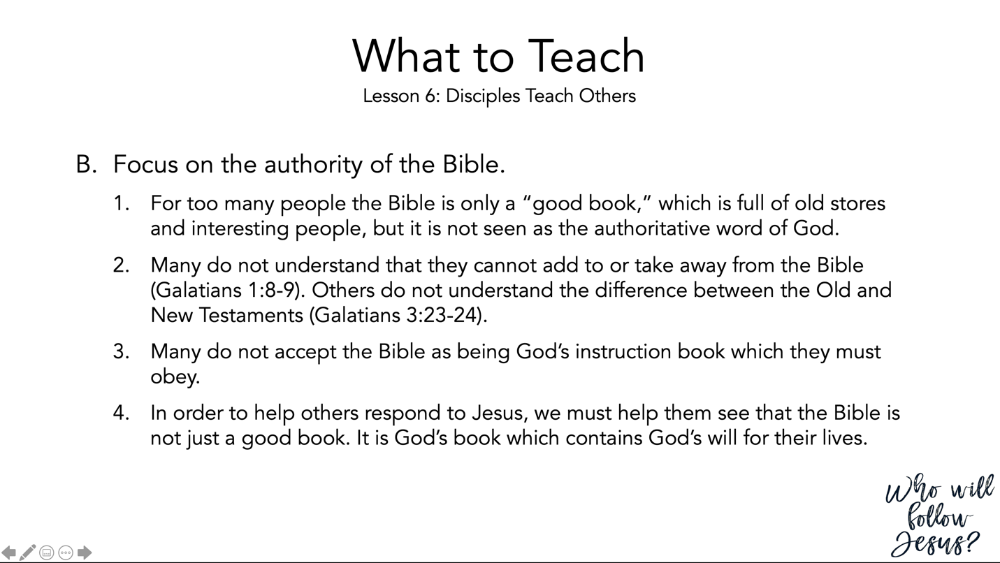 What to Teach
Lesson 6: Disciples Teach Others
B. Focus on the authority of the Bible.
1. For too many people the Bible is only a “good book,” which is full of old stores
and interesting people, but it is not seen as the authoritative word of God.
2. Many do not understand that they cannot add to or take away from the Bible
(Galatians 1:8-9). Others do not understand the difference between the Old and
New Testaments (Galatians 3:23-24).
3. Many do not accept the Bible as being God’s instruction book which they must
obey.
4. In order to help others respond to Jesus, we must help them see that the Bible is
not just a good book. It is God’s book which contains God’s will for their lives.
Who will
follow
Jesus?